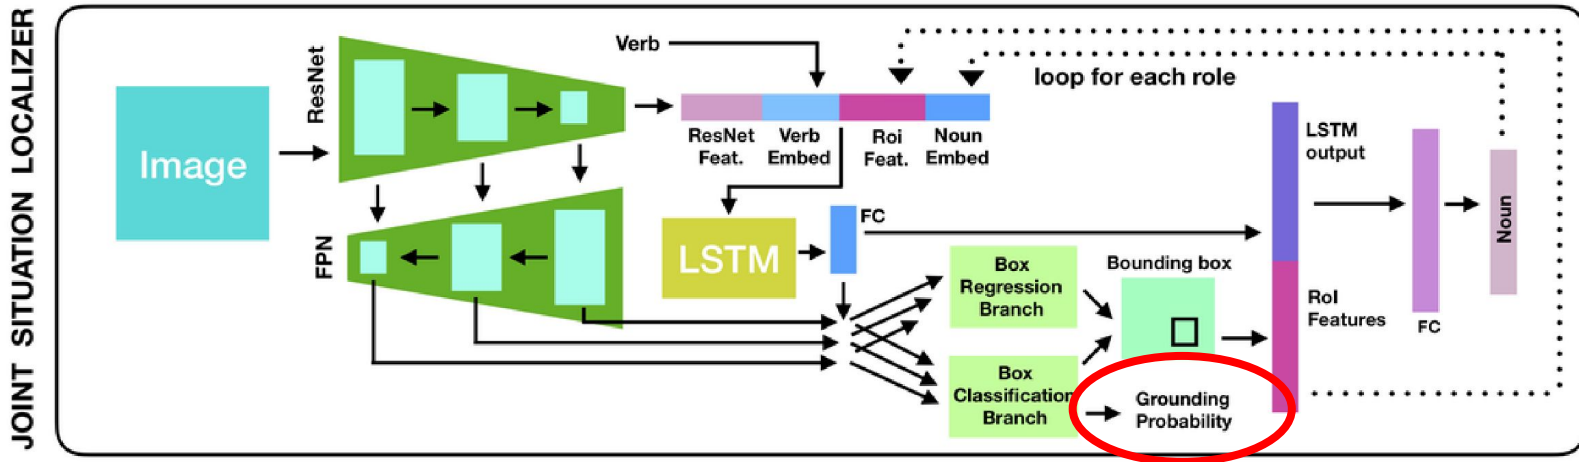 JOINT SITUATION LOCALIZER
Image
ResNet
FPN
Verb
ResNet
Feat.
Verb
Embed
Roi
Feat.
Noun
Embed
loop for each role
LSTM
FC
Box
Regression
Branch
Box
Classification
Branch
Bounding box
Grounding
Probability
LSTM
output
RoI
Features
FC
Noun